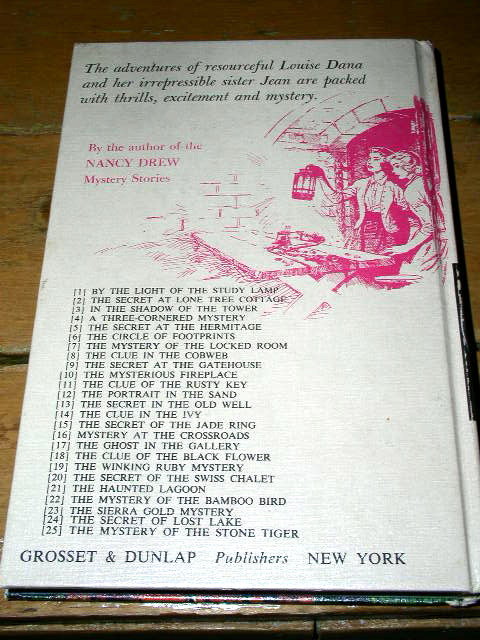 The adventures of resourceful Louise Dana
and her irrepressible sister Jean are packed
with thrills, excitement and mystery.
By the author of the
NANCY DREW
Mystery Stories
[1] BY THE LIGHT OF THE STUDY LAMP
[2] THE SECRET AT LONE TREE COTTAGE
[3] IN THE SHADOW OF THE TOWER
[4] A THREE-CORNERED MYSTERY
[5] THE SECRET AT THE HERMITAGE
[6] THE CIRCLE OF FOOTPRINTS
[7] THE MYSTERY OF THE LOCKED ROOM
[8] THE CLUE IN THE COBWEB
[9] THE SECRET AT THE GATEHOUSE
[10] THE MYSTERIOUS FIREPLACE
[11] THE CLUE OF THE RUSTY KEY
[12] THE PORTRAIT IN THE SAND
[13] THE SECRET IN THE OLD WELL
[14] THE CLUE IN THE IVY
[15] THE SECRET OF THE JADE RING
[16] MYSTERY AT THE CROSSROADS
[17] THE GHOST IN THE GALLERY
[18] THE CLUE OF THE BLACK FLOWER
[19] THE WINKING RUBY MYSTERY
[20] THE SECRET OF THE SWISS CHALET
[21] THE HAUNTED LAGOON
[22] THE MYSTERY OF THE BAMBOO BIRD
[23] THE SIERRA GOLD MYSTERY
[24] THE SECRET OF LOST LAKE
[25] THE MYSTERY OF THE STONE TIGER
GROSSET & DUNLAP Publishers NEW YORK